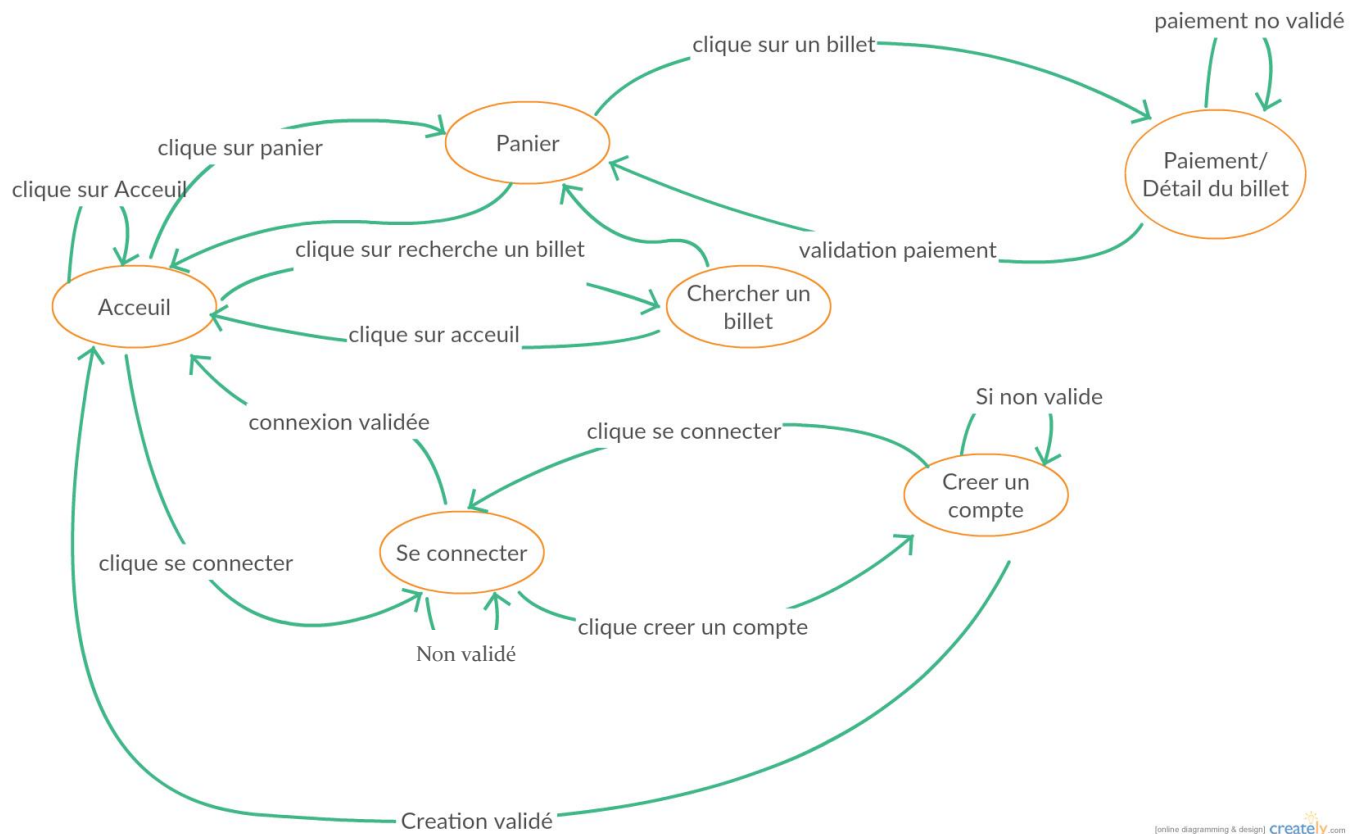 paiement no validé
clique sur un billet
Panier
clique sur panier
Paiement/
Détail du billet
clique sur Acceuil
clique sur recherche un billet
validation paiement
Acceuil
Chercher un
billet
clique sur acceuil
Si non valide
connexion validée
clique se connecter
Creer un
compte
Se connecter
clique se connecter
clique creer un compte
Non validé
Creation validé
[online diagramming & design] creately.com